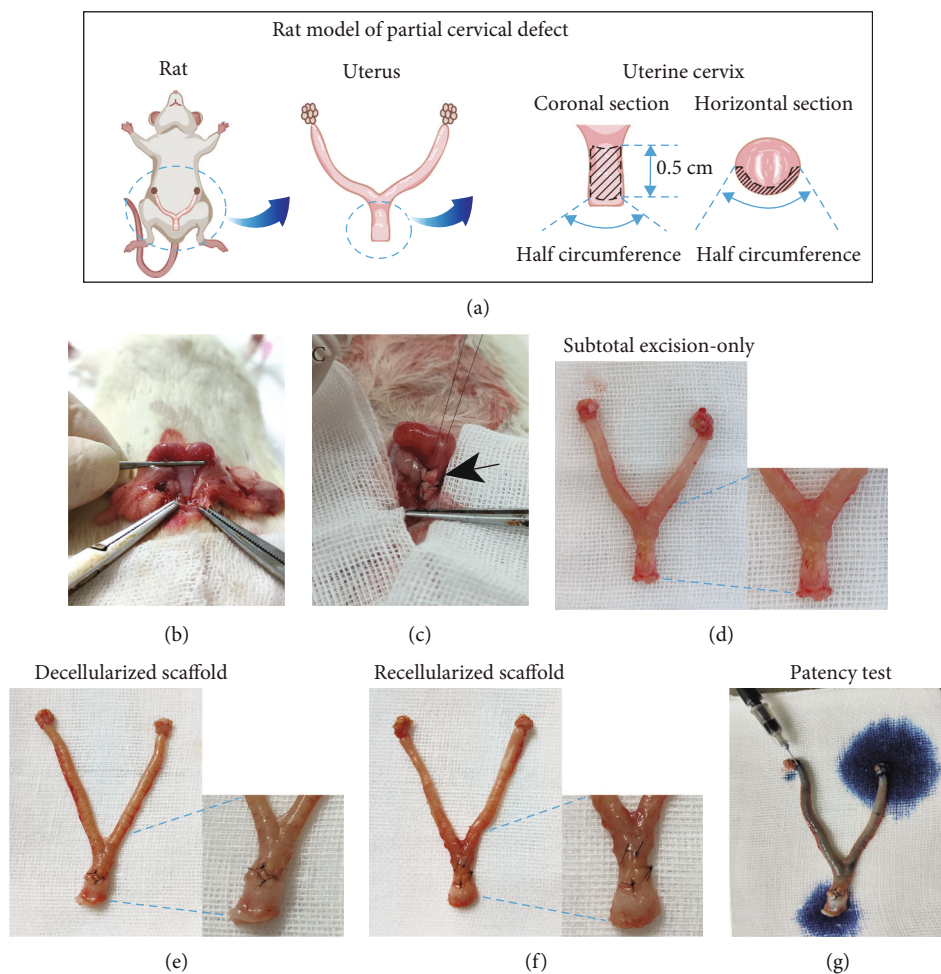 Rat model of partial cervical defect
Rat
Uterus
Uterine cervix
Coronal section
Horizontal section
0.5 cm
Half circumference
Half circumference
(a)
C
(b)
(c)
Subtotal excision-only
(d)
Decellularized scaffold
(e)
Recellularized scaffold
(f)
Patency test
(g)